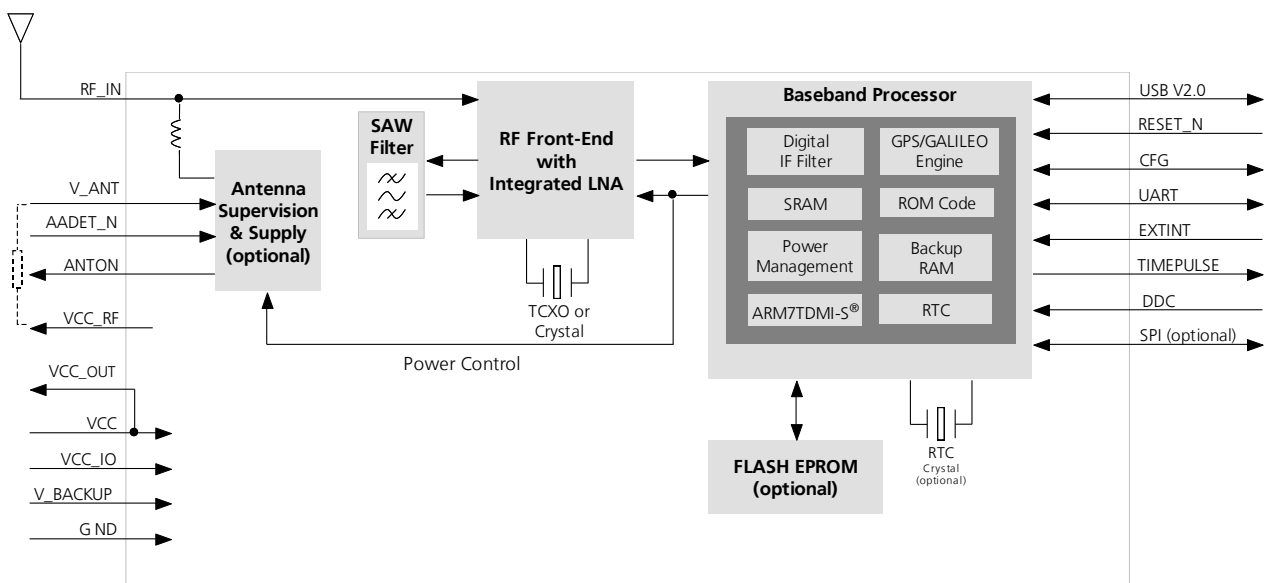 RF_IN
V_ANT
AADET_N
ANTON
VCC_RF
VCC_OUT
VCC
VCC_IO
V_BACKUP
G ND
Antenna
Supervision
& Supply
(optional)
SAW
Filter
RF Front-End
with
Integrated LNA
TCXO or
Crystal
Power Control
Baseband Processor
Digital
IF Filter
GPS/GALILEO
Engine
SRAM
ROM Code
Power
Management
Backup
RAM
ARM7TDMI-S®
RTC
FLASH EPROM
(optional)
RTC
Crystal
(optional)
USB V2.0
RESET_N
CFG
UART
EXTINT
TIMEPULSE
DDC
SPI (optional)